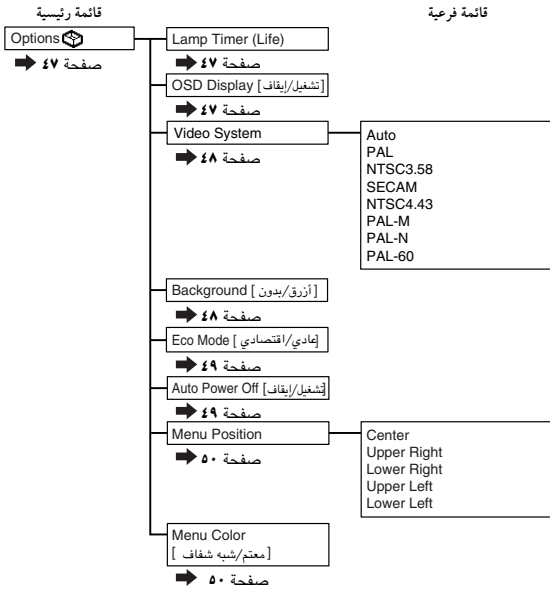 قائمة رئيسية
قائمة فرعية
Options
صفحة ٤٧
Lamp Timer (Life)
صفحة ٤٧
OSD Display [تشغيل/إيقاف]
صفحة ٤٧
Video System
صفحة ٤٨
Auto
PAL
NTSC3.58
SECAM
NTSC4.43
PAL-M
PAL-N
PAL-60
Background [أزرق/بدون]
صفحة ٤٨
Eco Mode [عادي/اقتصادي]
صفحة ٤٩
Auto Power Off [تشغيل/إيقاف]
صفحة ٤٩
Menu Position
صفحة ٥٠
Center
Upper Right
Lower Right
Upper Left
Lower Left
Menu Color
[معتم/شبه شفاف]
صفحة ٥٠